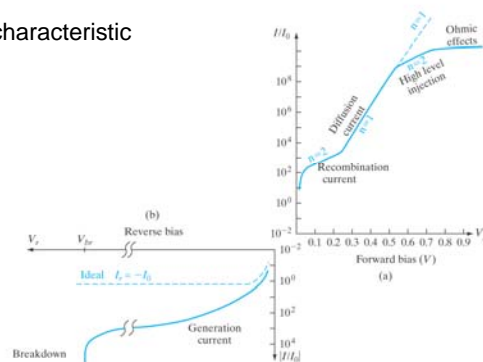 characteristic
I/I₀
n=1
Ohmic
effects
n=2
High level
injection
Diffusion
current
n=1
n=2
Recombination
current
10⁸
10⁶
10⁴
10²
10⁰
10⁻²
0.1 0.2 0.3 0.4 0.5 0.6 0.7 0.8 0.9
V
Forward bias (V)
(a)
(b)
Reverse bias
Vᵣ
V_br
10⁻²
10⁰
10²
10⁴
|I/I₀|
Ideal Iᵣ = −I₀
Generation
current
Breakdown